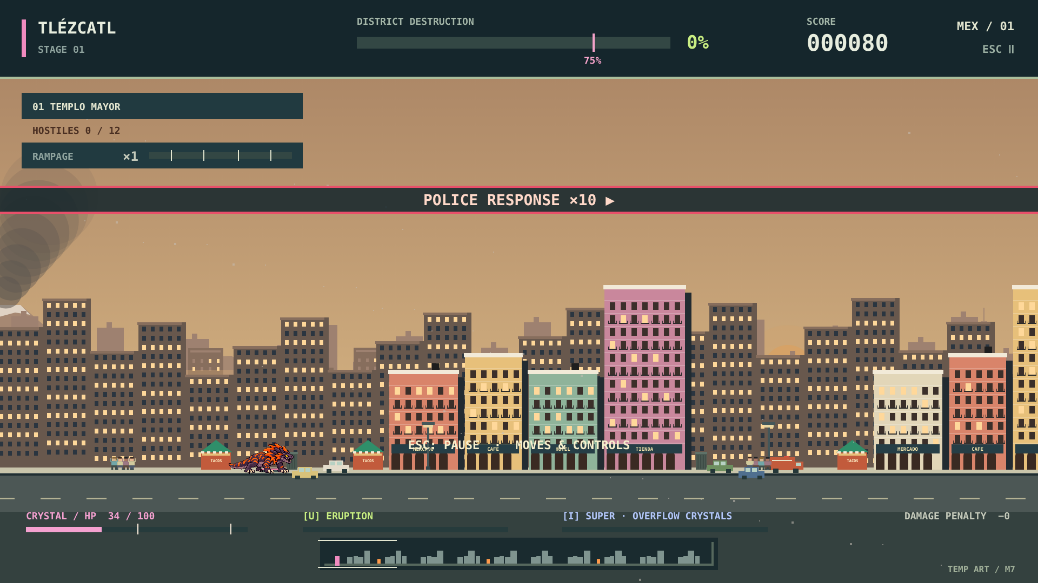 TLÉZCATL
STAGE 01
DISTRICT DESTRUCTION
0%
75%
SCORE
000080
MEX / 01
ESC II
01 TEMPLO MAYOR
HOSTILES 0 / 12
RAMPAGE ×1
POLICE RESPONSE ×10 ▶
ESC: PAUSE · MOVES & CONTROLS
CAFE
TIENDA
MERCADO
CAFE
TACOS
TACOS
TACOS
CRYSTAL / HP 34 / 100
[U] ERUPTION
[I] SUPER · OVERFLOW CRYSTALS
DAMAGE PENALTY −0
TEMP ART / M7